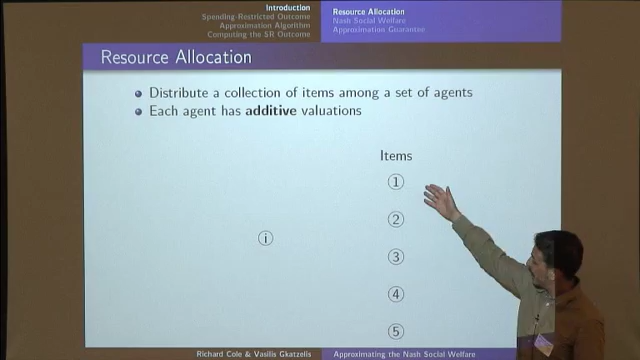 Introduction
Spending-Restricted Outcome
Approximation Algorithm
Computing the SR Outcome
Resource Allocation
Nash Social Welfare
Approximation Guarantee
Resource Allocation
Distribute a collection of items among a set of agents
Each agent has additive valuations
Items
1
2
i
3
4
5
Richard Cole & Vasilis Gkatzelis
Approximating the Nash Social Welfare